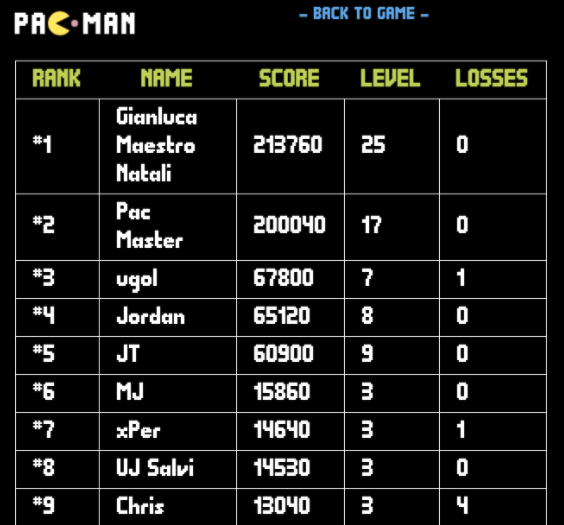 PAC-MAN
- BACK TO GAME -
RANK NAME SCORE LEVEL LOSSES
#1 Gianluca Maestro Natali 213760 25 0
#2 Pac Master 200040 17 0
#3 ugol 67800 7 1
#4 Jordan 65120 8 0
#5 JT 60900 9 0
#6 MJ 15860 3 0
#7 xPer 14640 3 1
#8 UJ Salvi 14530 3 0
#9 Chris 13040 3 4